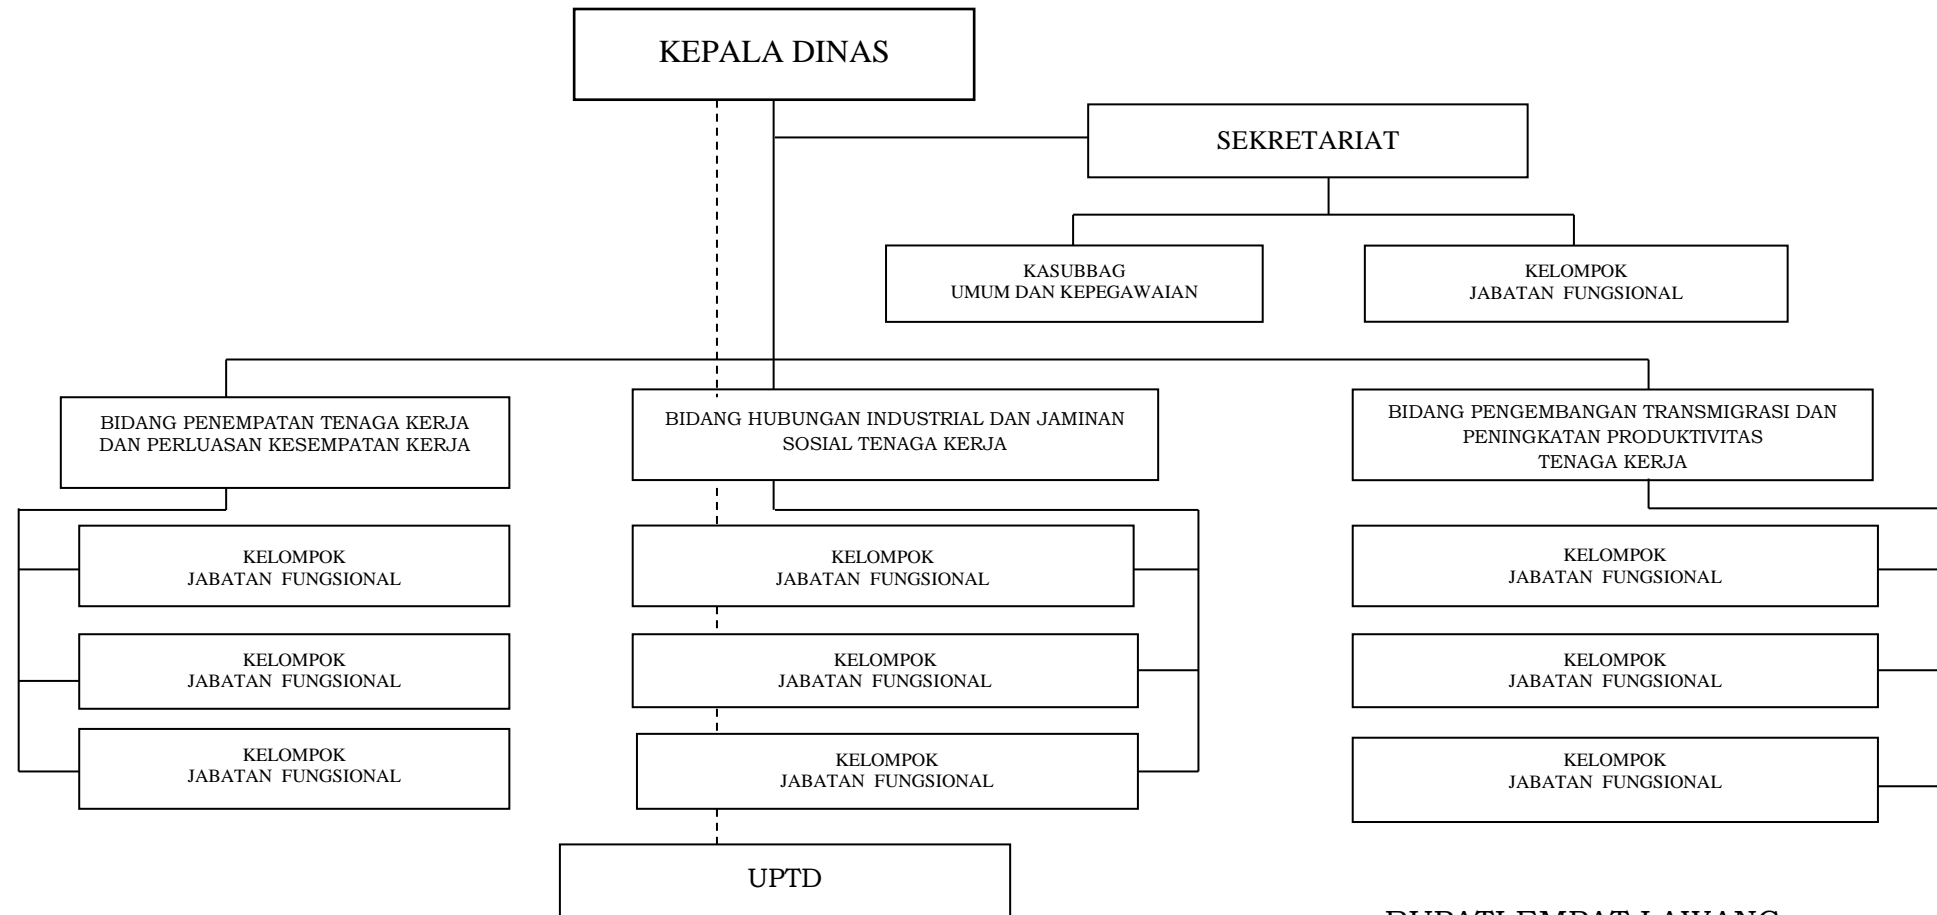 KEPALA DINAS
SEKRETARIAT
KASUBBAG
UMUM DAN KEPEGAWAIAN
KELOMPOK
JABATAN FUNGSIONAL
BIDANG PENEMPATAN TENAGA KERJA
DAN PERLUASAN KESEMPATAN KERJA
BIDANG HUBUNGAN INDUSTRIAL DAN JAMINAN
SOSIAL TENAGA KERJA
BIDANG PENGEMBANGAN TRANSMIGRASI DAN
PENINGKATAN PRODUKTIVITAS
TENAGA KERJA
KELOMPOK
JABATAN FUNGSIONAL
KELOMPOK
JABATAN FUNGSIONAL
KELOMPOK
JABATAN FUNGSIONAL
KELOMPOK
JABATAN FUNGSIONAL
KELOMPOK
JABATAN FUNGSIONAL
KELOMPOK
JABATAN FUNGSIONAL
KELOMPOK
JABATAN FUNGSIONAL
KELOMPOK
JABATAN FUNGSIONAL
KELOMPOK
JABATAN FUNGSIONAL
UPTD
BUPATI EMPAT LAWANG